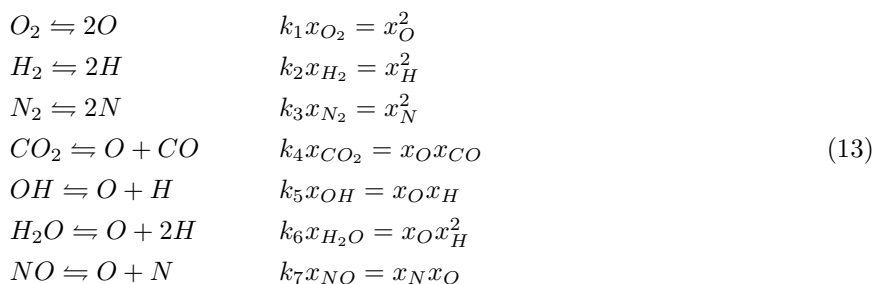 O₂ ⇋ 2O k₁x_{O₂} = x_O²
H₂ ⇋ 2H k₂x_{H₂} = x_H²
N₂ ⇋ 2N k₃x_{N₂} = x_N²
CO₂ ⇋ O + CO k₄x_{CO₂} = x_O x_{CO} (13)
OH ⇋ O + H k₅x_{OH} = x_O x_H
H₂O ⇋ O + 2H k₆x_{H₂O} = x_O x_H²
NO ⇋ O + N k₇x_{NO} = x_N x_O